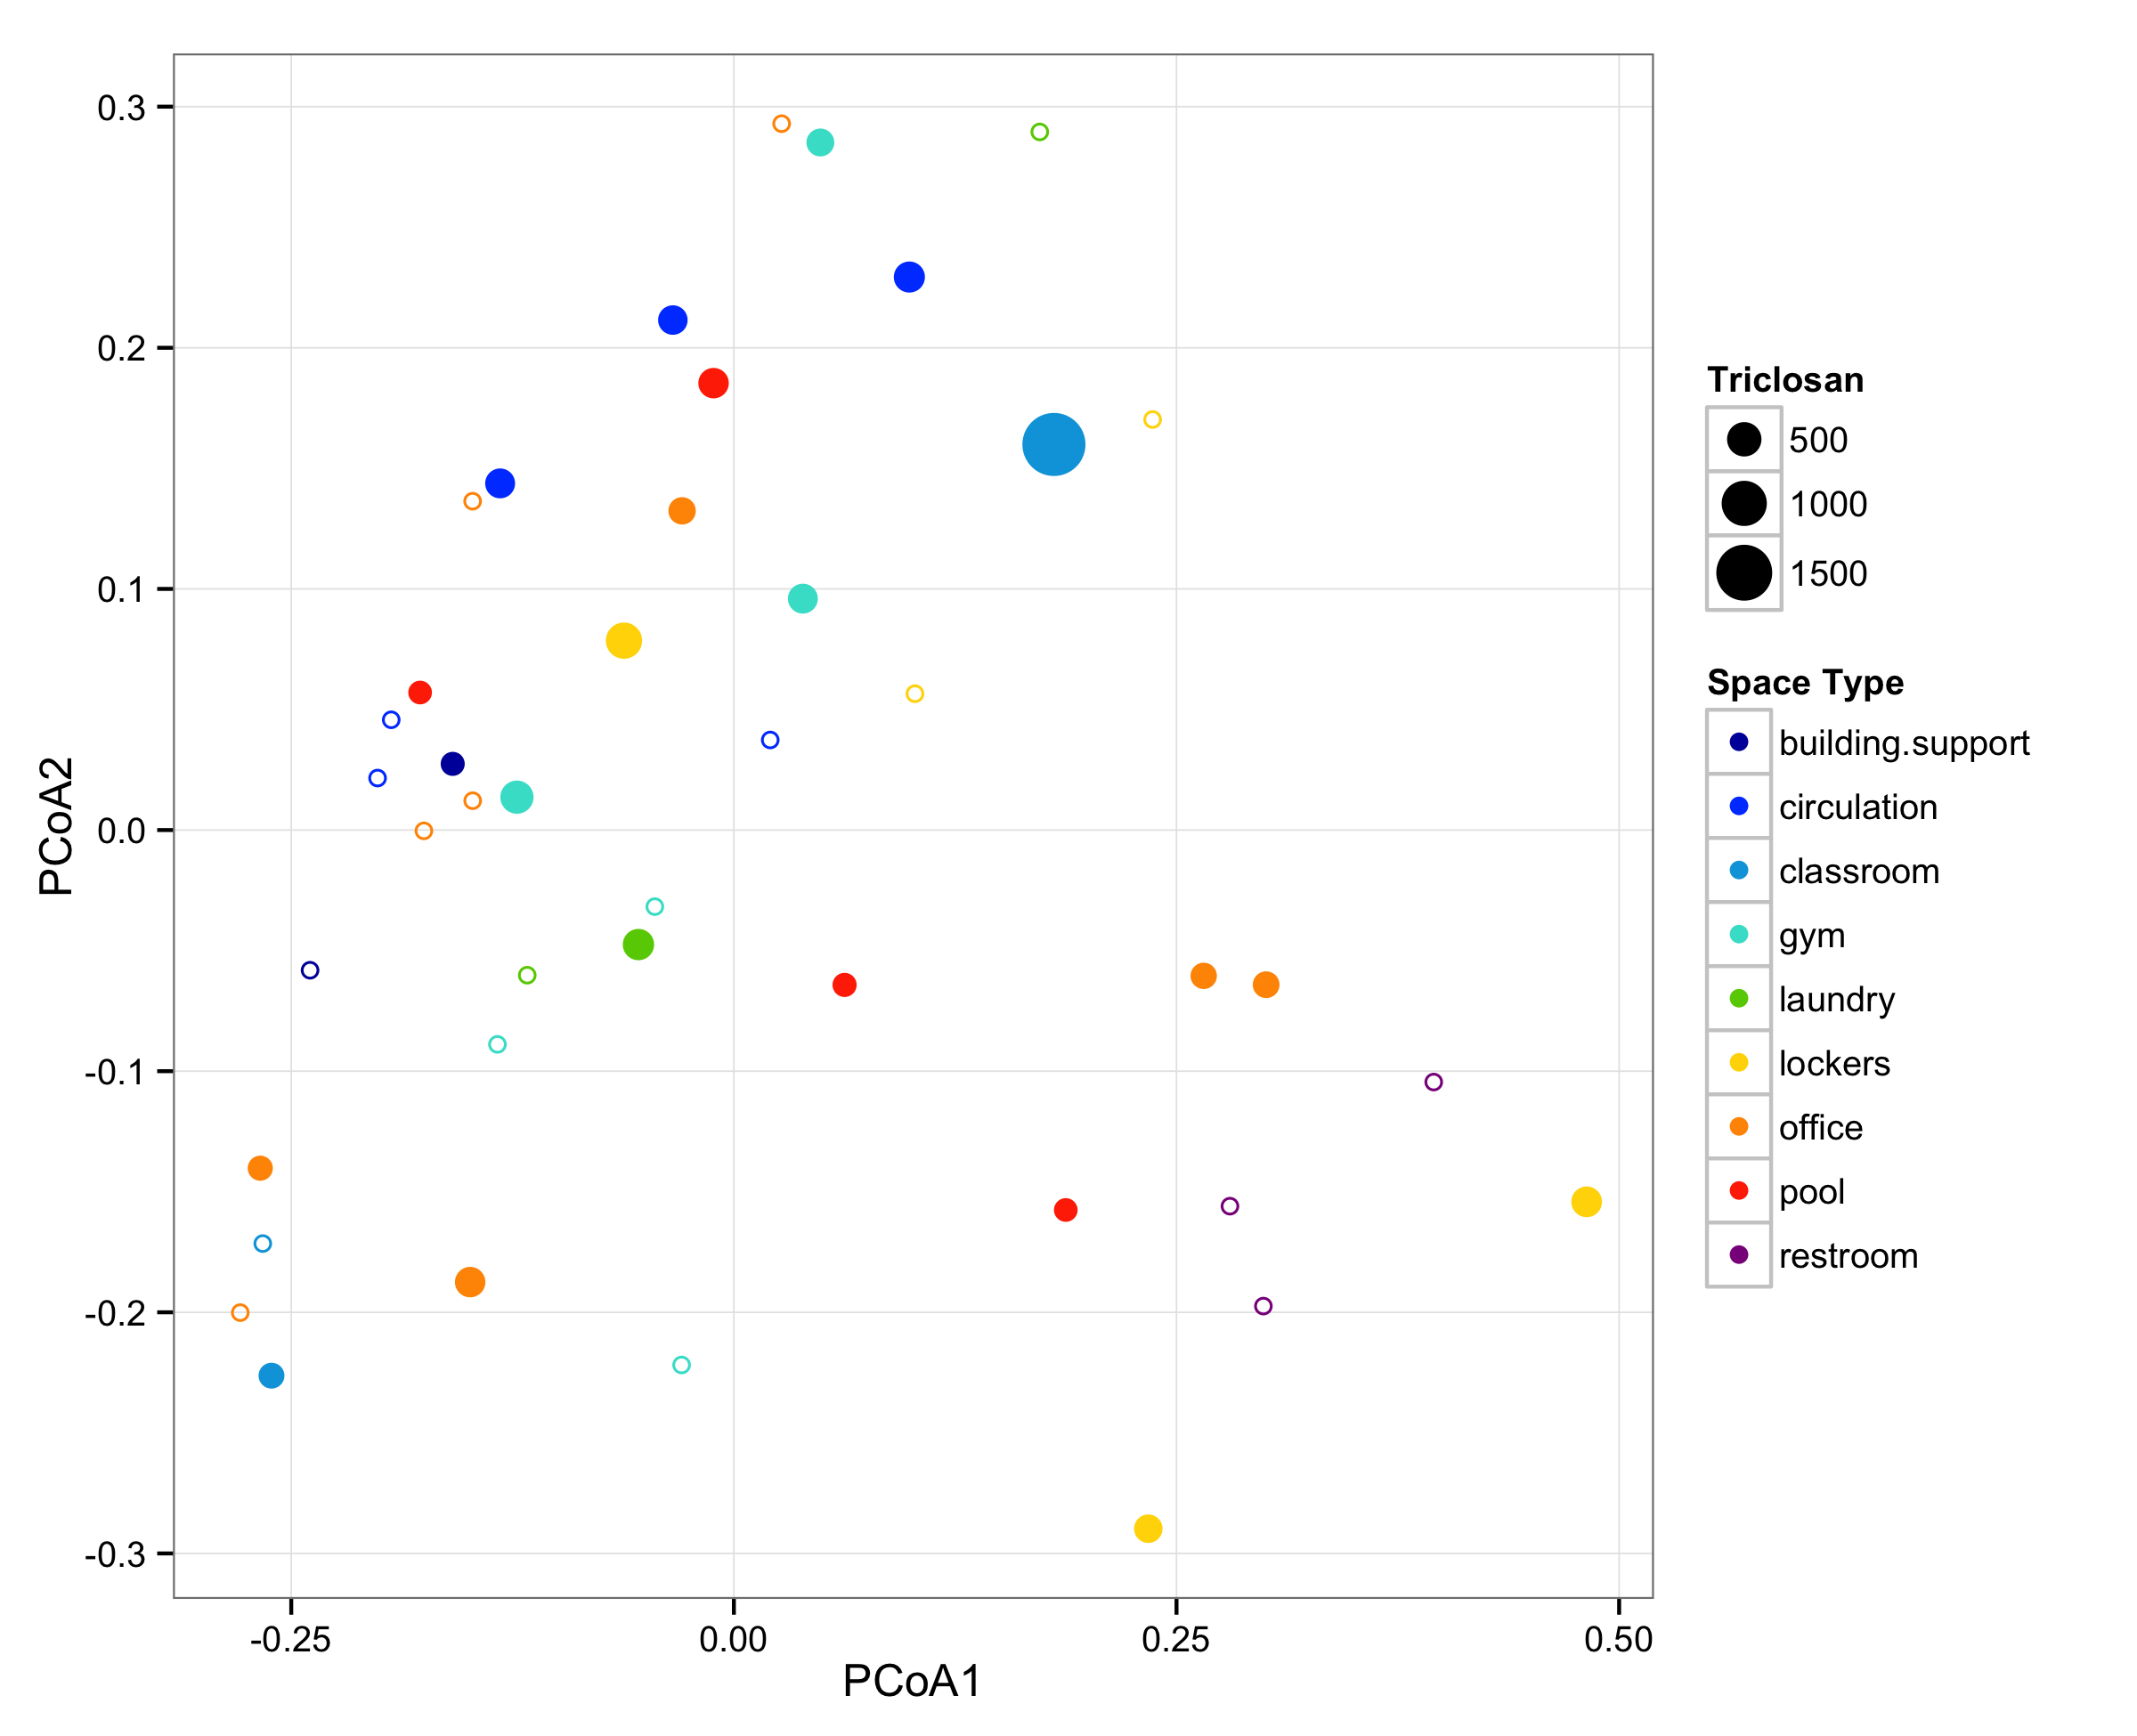 0.3
0.2
0.1
0.0
-0.1
-0.2
-0.3
PCoA2
-0.25
0.00
0.25
0.50
PCoA1
Triclosan
500
1000
1500
Space Type
building.support
circulation
classroom
gym
laundry
lockers
office
pool
restroom